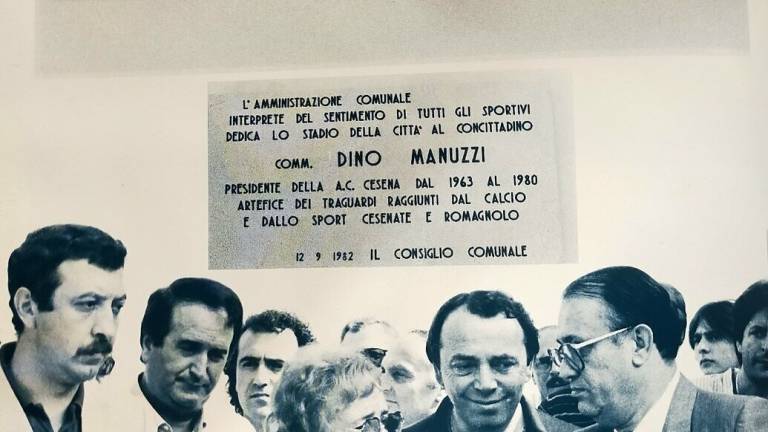 L'AMMINISTRAZIONE COMUNALE
INTERPRETE DEL SENTIMENTO DI TUTTI GLI SPORTIVI
DEDICA LO STADIO DELLA CITTA' AL CONCITTADINO
COMM. DINO MANUZZI
PRESIDENTE DELLA A.C. CESENA DAL 1963 AL 1980
ARTEFICE DEI TRAGUARDI RAGGIUNTI DAL CALCIO
E DALLO SPORT CESENATE E ROMAGNOLO
12 9 1982 IL CONSIGLIO COMUNALE